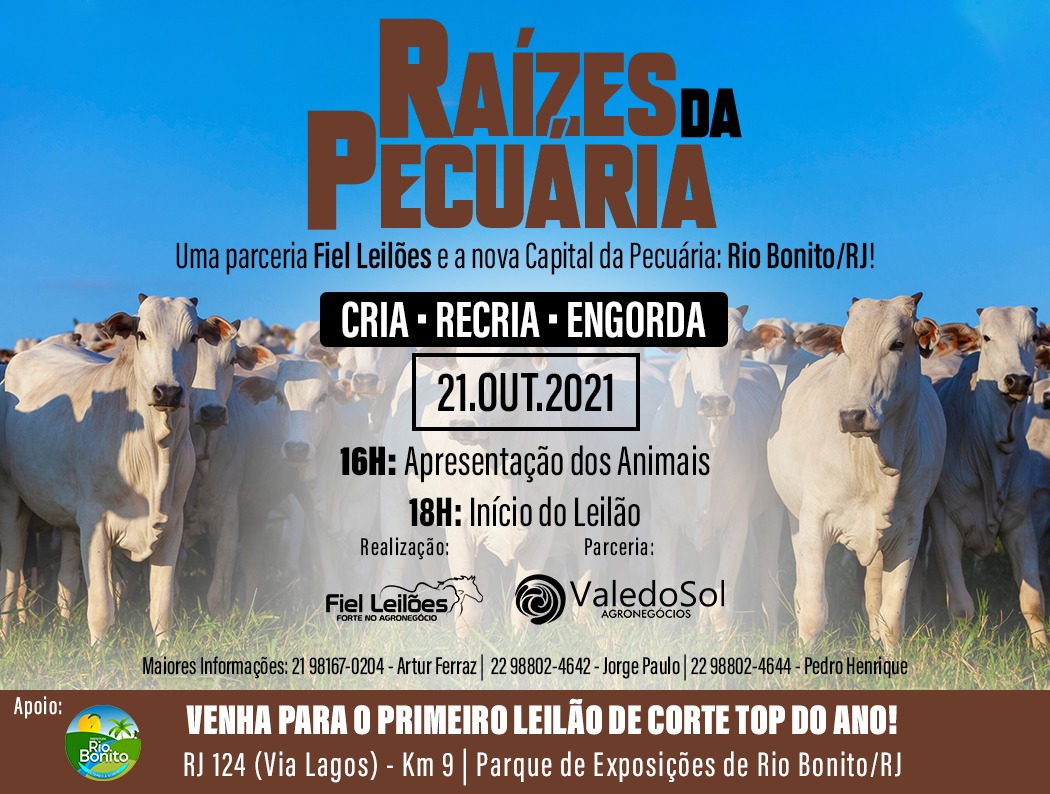 RAÍZES DA
PECUÁRIA
Uma parceria Fiel Leilões e a nova Capital da Pecuária: Rio Bonito/RJ!
CRIA · RECRIA · ENGORDA
21.OUT.2021
16H: Apresentação dos Animais
18H: Início do Leilão
Realização: Parceria:
Fiel Leilões
FORTE NO AGRONEGÓCIO
ValedoSol
AGRONEGÓCIOS
Maiores Informações: 21 98167-0204 - Artur Ferraz | 22 98802-4642 - Jorge Paulo | 22 98802-4644 - Pedro Henrique
Apoio:
Rio
Bonito
VENHA PARA O PRIMEIRO LEILÃO DE CORTE TOP DO ANO!
RJ 124 (Via Lagos) - Km 9 | Parque de Exposições de Rio Bonito/RJ